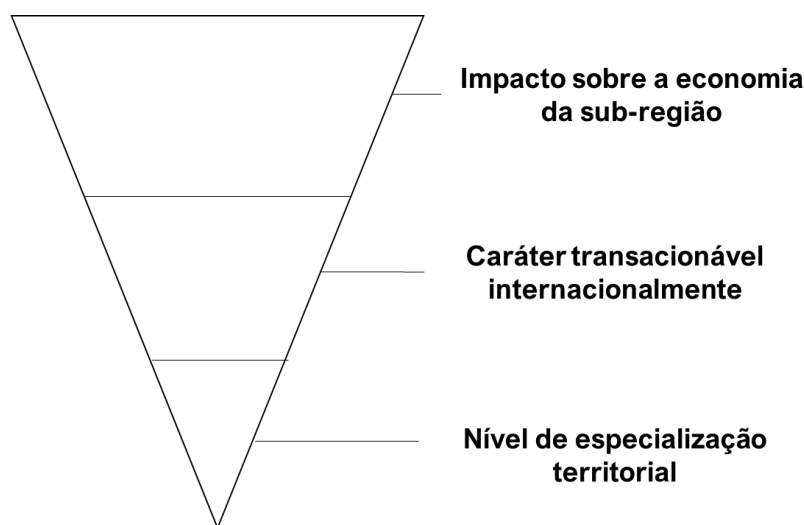 Impacto sobre a economia
da sub-região
Caráter transacionável
internacionalmente
Nível de especialização
territorial